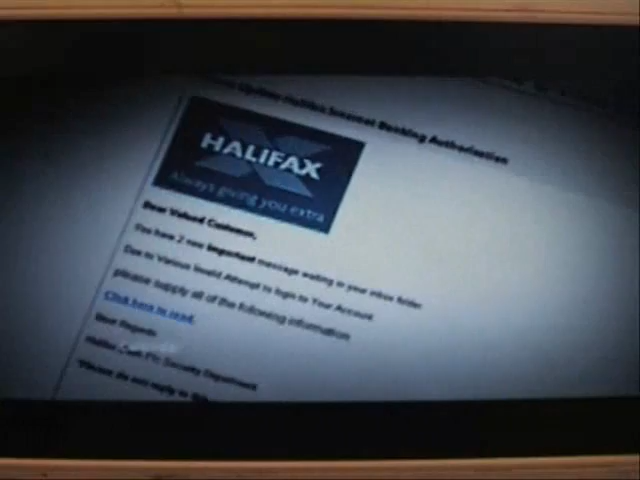 Update Halifax Internet Banking Authorisation
HALIFAX
Always giving you extra
Dear Valued Customer,
You have 2 new important message waiting in your inbox folder
Due to Various Invalid Attempt to login to Your Account
please supply all of the following information
Click here to read
Best Regards
Halifax Plc Security Department
*Please do not reply to this